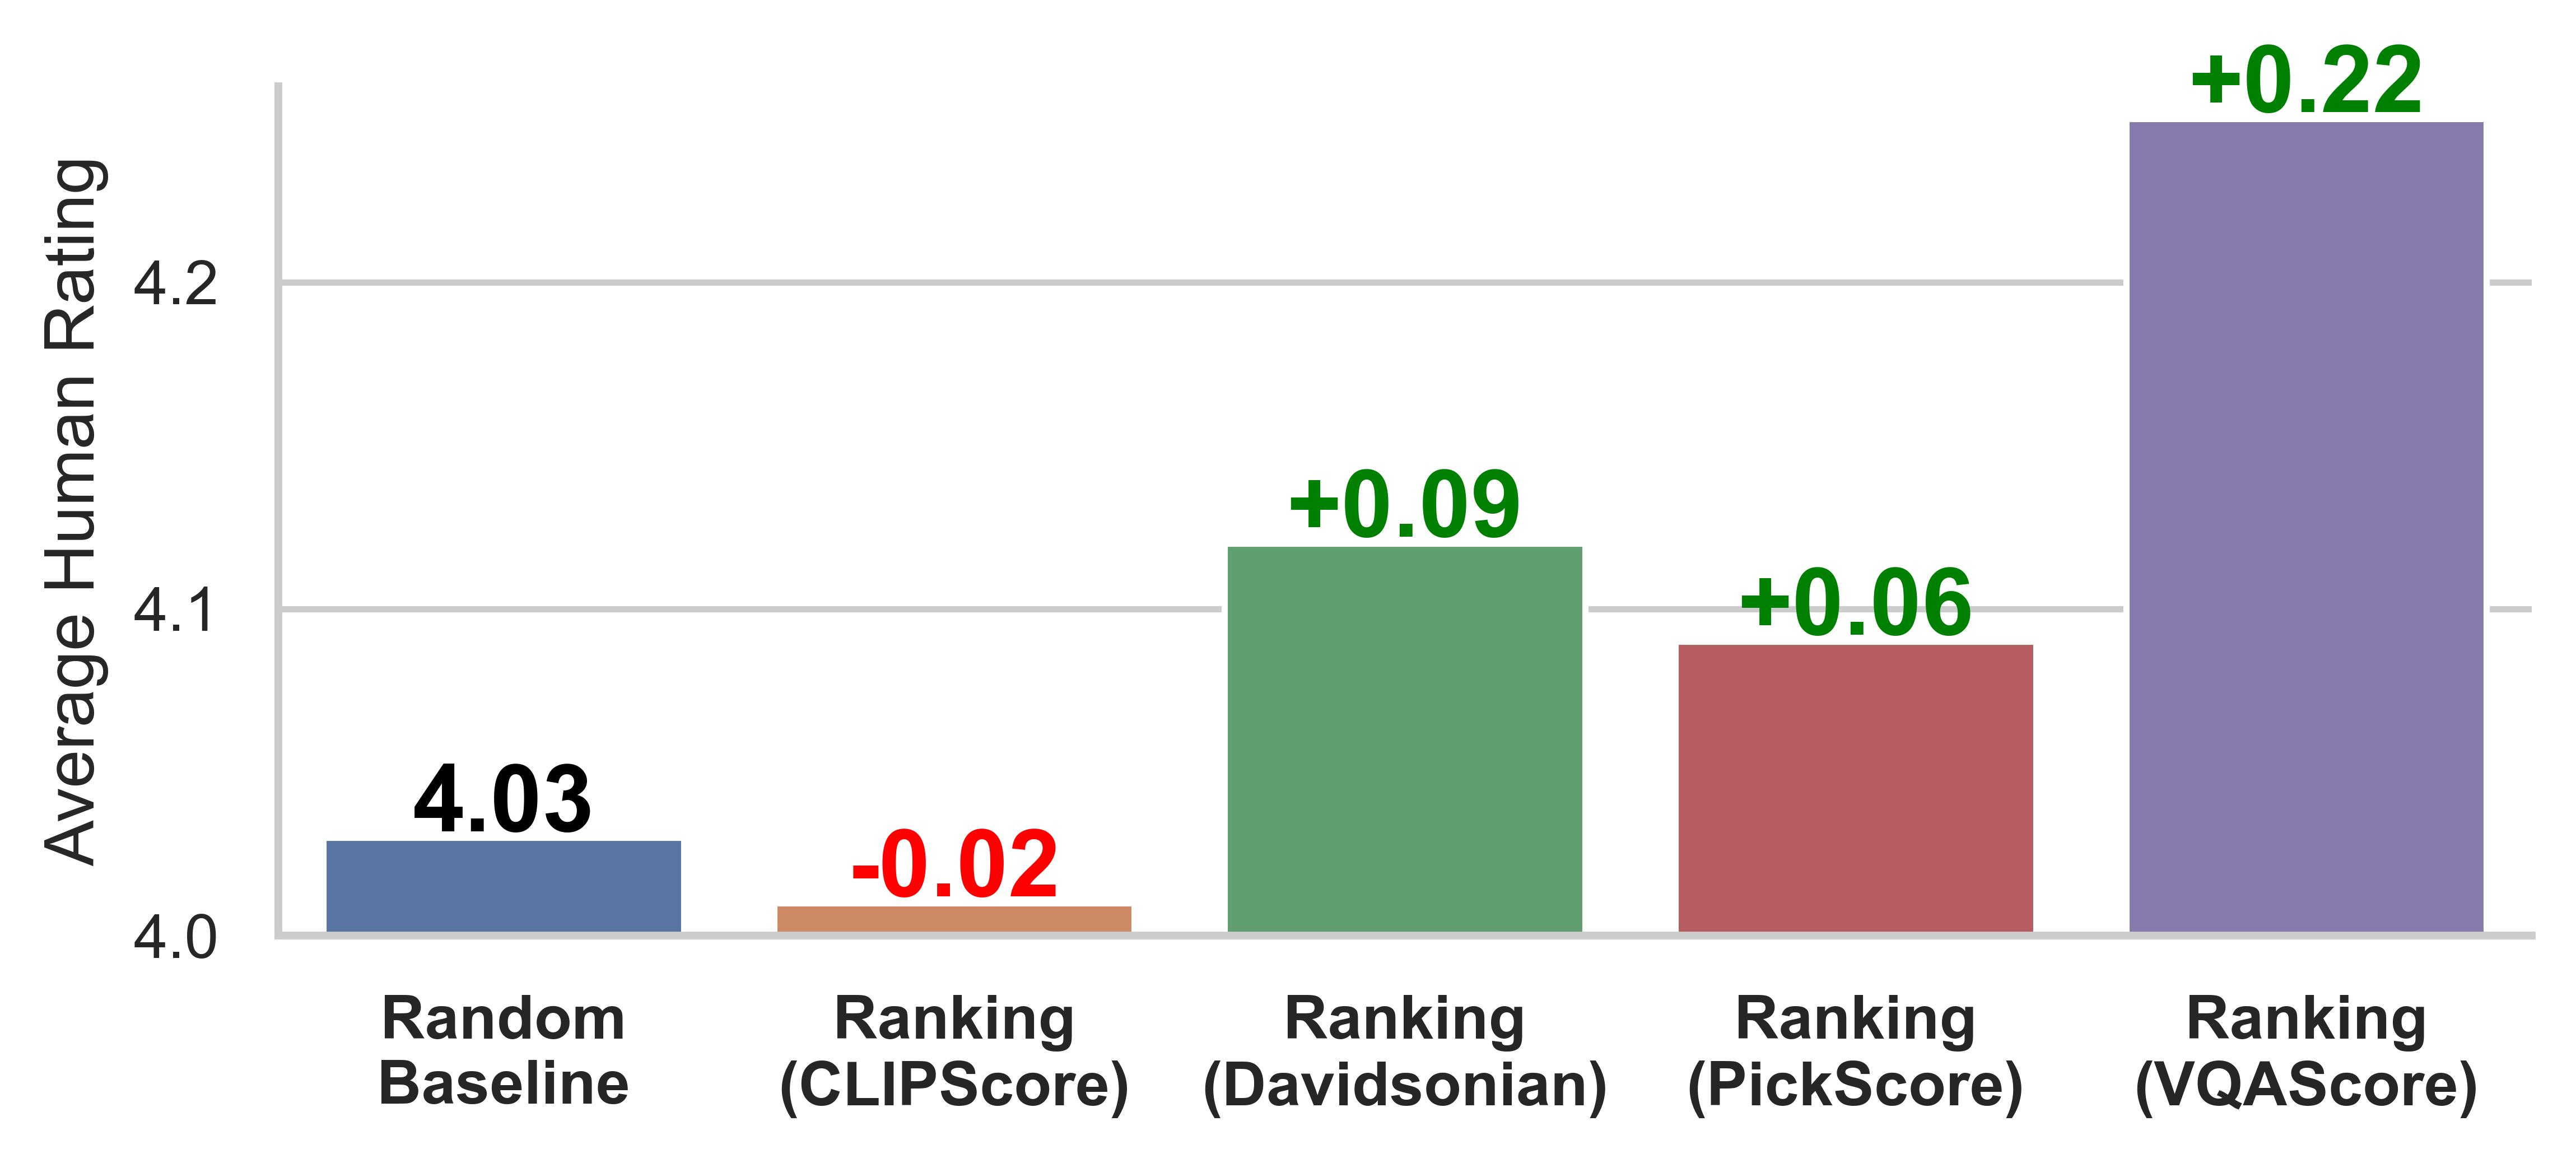 Average Human Rating
4.2
4.1
4.0
4.03
-0.02
+0.09
+0.06
+0.22
Random
Baseline
Ranking
(CLIPScore)
Ranking
(Davidsonian)
Ranking
(PickScore)
Ranking
(VQAScore)